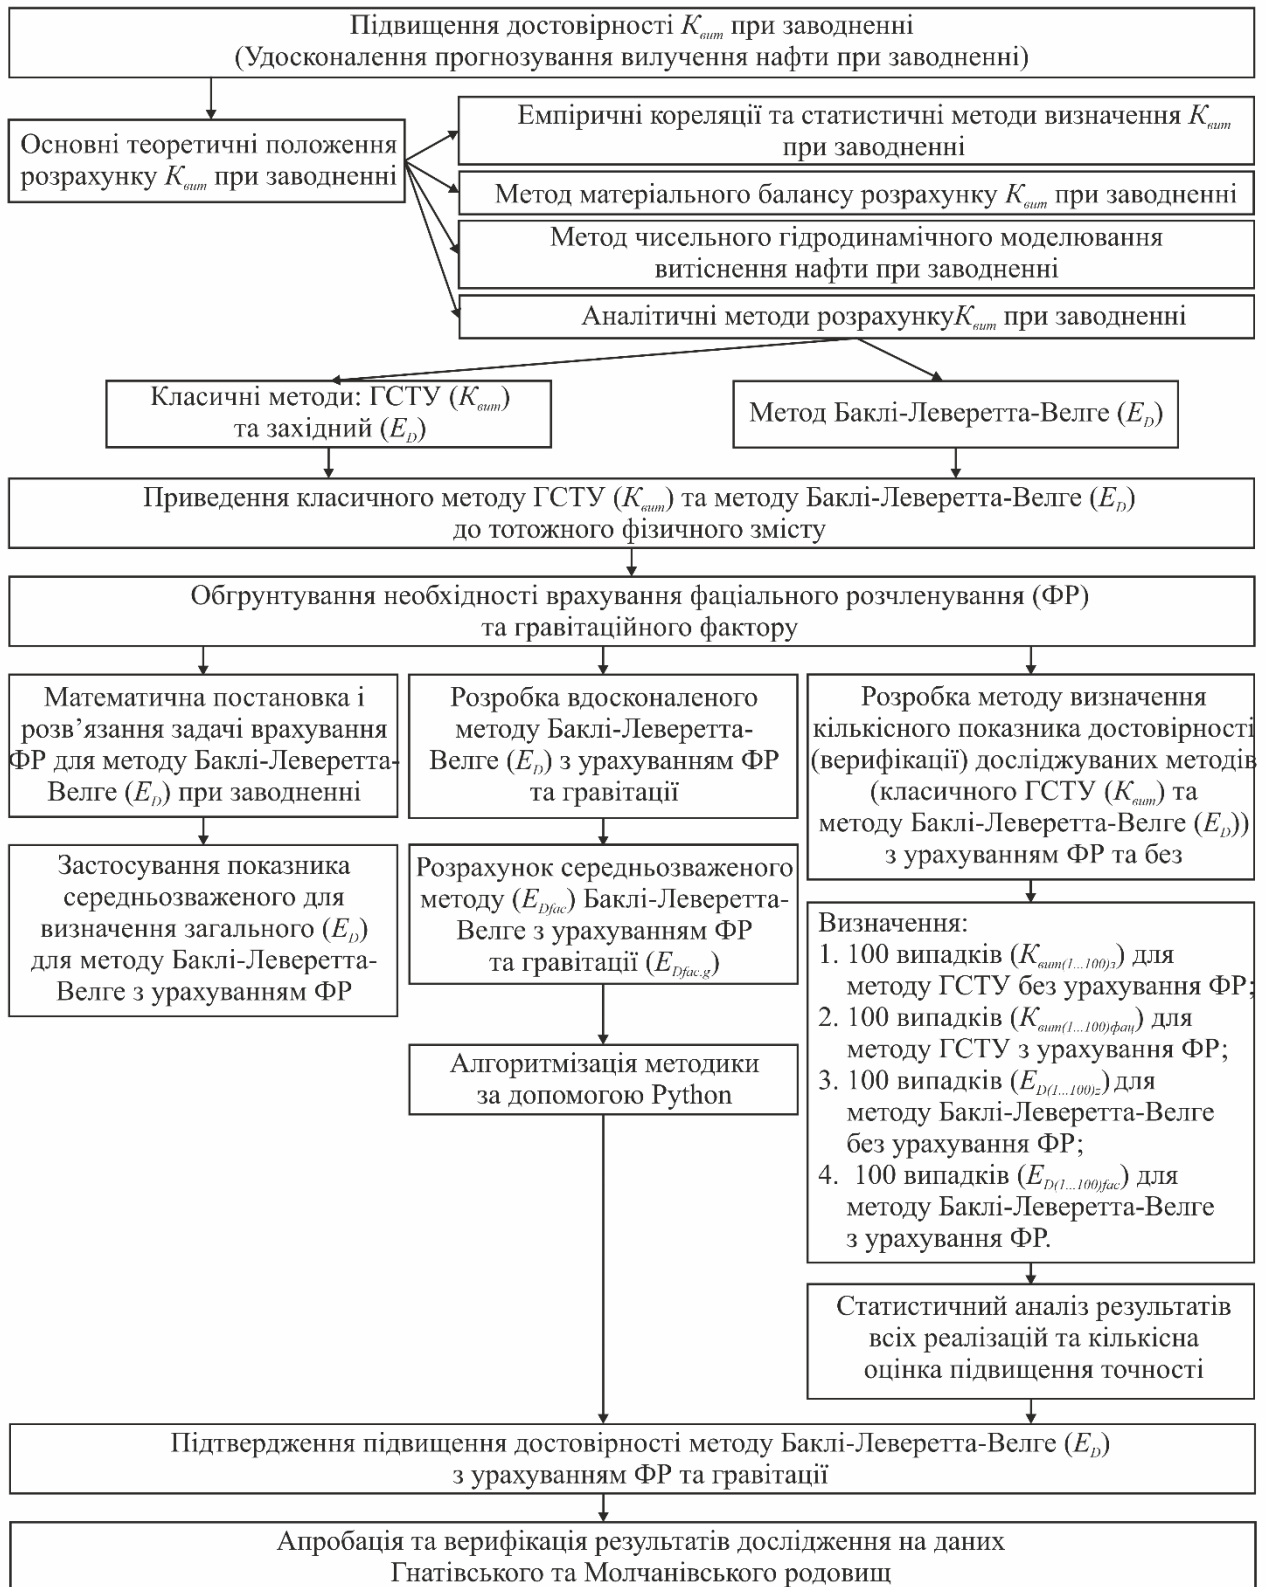 Підвищення достовірності Квит при заводненні
(Удосконалення прогнозування вилучення нафти при заводненні)
Основні теоретичні положення
розрахунку Квит при заводненні
Емпіричні кореляції та статистичні методи визначення Квит
при заводненні
Метод матеріального балансу розрахунку Квит при заводненні
Метод чисельного гідродинамічного моделювання
витіснення нафти при заводненні
Аналітичні методи розрахункуКвит при заводненні
Класичні методи: ГСТУ (Квит)
та західний (ED)
Метод Баклі-Леверетта-Велге (ED)
Приведення класичного методу ГСТУ (Квит) та методу Баклі-Леверетта-Велге (ED)
до тотожного фізичного змісту
Обгрунтування необхідності врахування фаціального розчленування (ФР)
та гравітаційного фактору
Математична постановка і
розв’язання задачі врахування
ФР для методу Баклі-Леверетта-
Велге (ED) при заводненні
Застосування показника
середньозваженого для
визначення загального (ED)
для методу Баклі-Леверетта-
Велге з урахуванням ФР
Розробка вдосконаленого
методу Баклі-Леверетта-
Велге (ED) з урахуванням ФР
та гравітації
Розрахунок середньозваженого
методу (EDfac) Баклі-Леверетта-
Велге з урахуванням ФР
та гравітації (EDfac.g)
Алгоритмізація методики
за допомогою Python
Розробка методу визначення
кількісного показника достовірності
(верифікації) досліджуваних методів
(класичного ГСТУ (Квит) та
методу Баклі-Леверетта-Велге (ED))
з урахуванням ФР та без
Визначення:
1. 100 випадків (Квит(1...100)з) для
методу ГСТУ без урахування ФР;
2. 100 випадків (Квит(1...100)фац) для
методу ГСТУ з урахування ФР;
3. 100 випадків (ED(1...100)z) для
методу Баклі-Леверетта-Велге
без урахування ФР;
4. 100 випадків (ED(1...100)fac) для
методу Баклі-Леверетта-Велге
з урахування ФР.
Статистичний аналіз результатів
всіх реалізацій та кількісна
оцінка підвищення точності
Підтвердження підвищення достовірності методу Баклі-Леверетта-Велге (ED)
з урахуванням ФР та гравітації
Апробація та верифікація результатів дослідження на даних
Гнатівського та Молчанівського родовищ